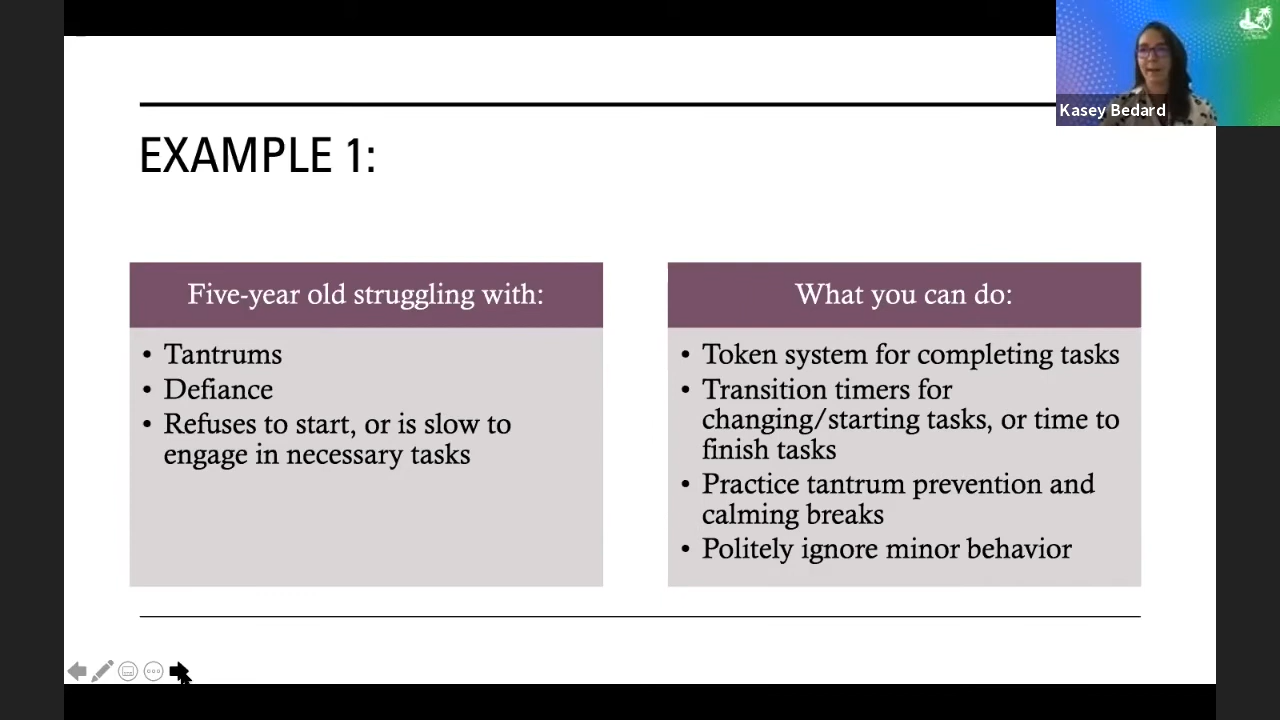 Kasey Bedard
EXAMPLE 1:
Five-year old struggling with:
• Tantrums
• Defiance
• Refuses to start, or is slow to
engage in necessary tasks
What you can do:
• Token system for completing tasks
• Transition timers for
changing/starting tasks, or time to
finish tasks
• Practice tantrum prevention and
calming breaks
• Politely ignore minor behavior